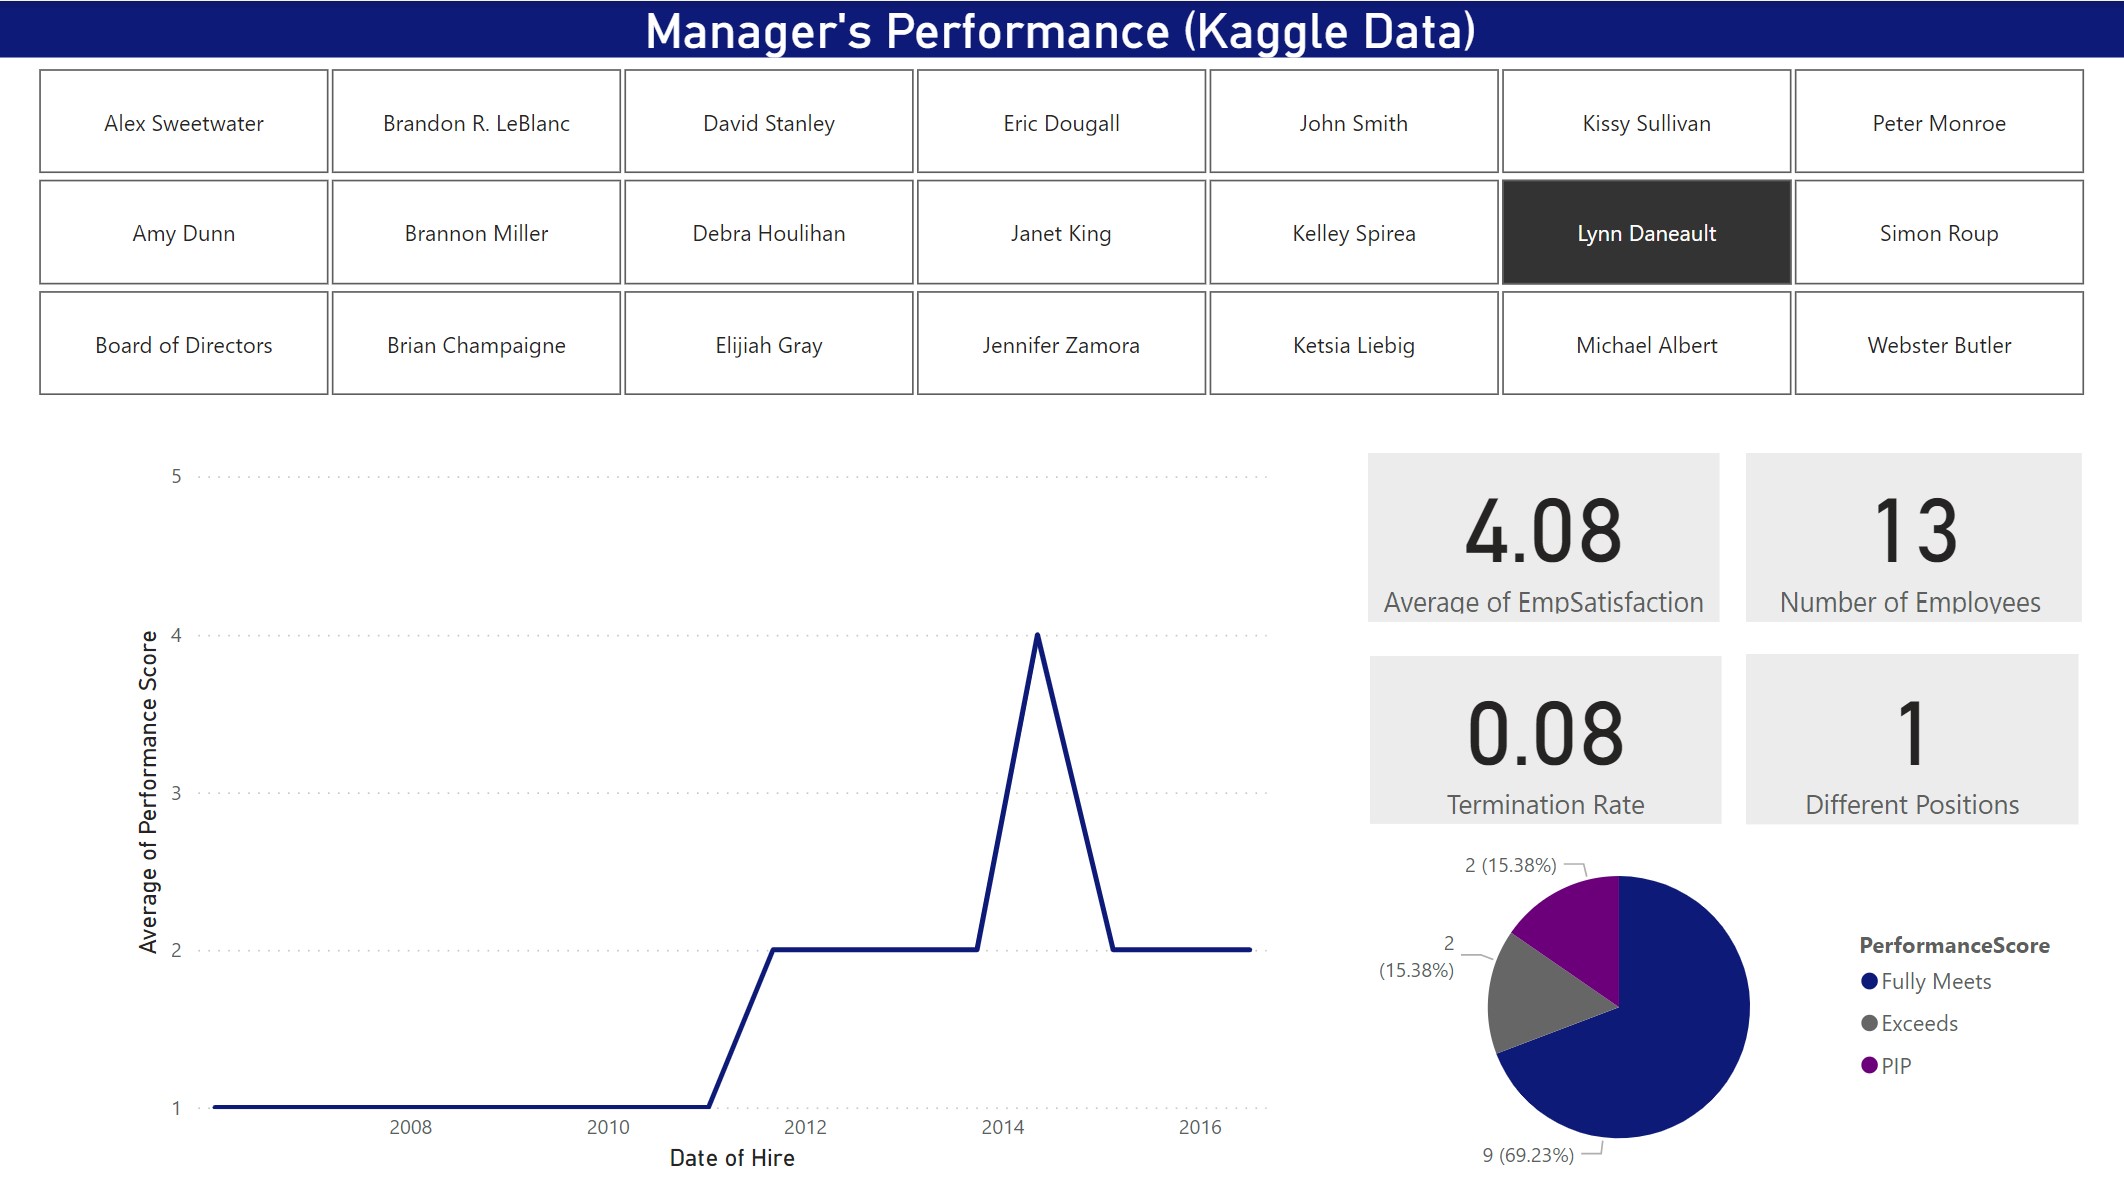 Manager's Performance (Kaggle Data)
Alex Sweetwater
Brandon R. LeBlanc
David Stanley
Eric Dougall
John Smith
Kissy Sullivan
Peter Monroe
Amy Dunn
Brannon Miller
Debra Houlihan
Janet King
Kelley Spirea
Lynn Daneault
Simon Roup
Board of Directors
Brian Champaigne
Elijiah Gray
Jennifer Zamora
Ketsia Liebig
Michael Albert
Webster Butler
Average of Performance Score
5
4
3
2
1
2008
2010
2012
2014
2016
Date of Hire
4.08
Average of EmpSatisfaction
13
Number of Employees
0.08
Termination Rate
1
Different Positions
2 (15.38%)
2
(15.38%)
9 (69.23%)
PerformanceScore
Fully Meets
Exceeds
PIP